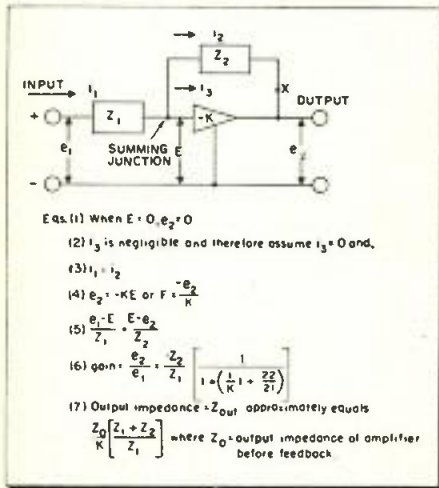 i₂
Z₂
i₃
X
INPUT
i₁
OUTPUT
+
Z₁
-K
SUMMING
JUNCTION
e₁
E
e
-
Eqs. (1) When E = 0, e₂ = 0
(2) i₃ is negligible and therefore assume i₃ = 0 and,
(3) i₁ = i₂
(4) e₂ = -KE or F = -e₂/K
(5) e₁-E/Z₁ = E-e₂/Z₂
(6) gain = e₂/e₁ = -Z₂/Z₁ [1/1+(1/K)(1 + 22/21)]
(7) Output impedance = Zout approximately equals
Z₀/K [Z₁ + Z₂/Z₁] where Z₀ = output impedance of amplifier
before feedback